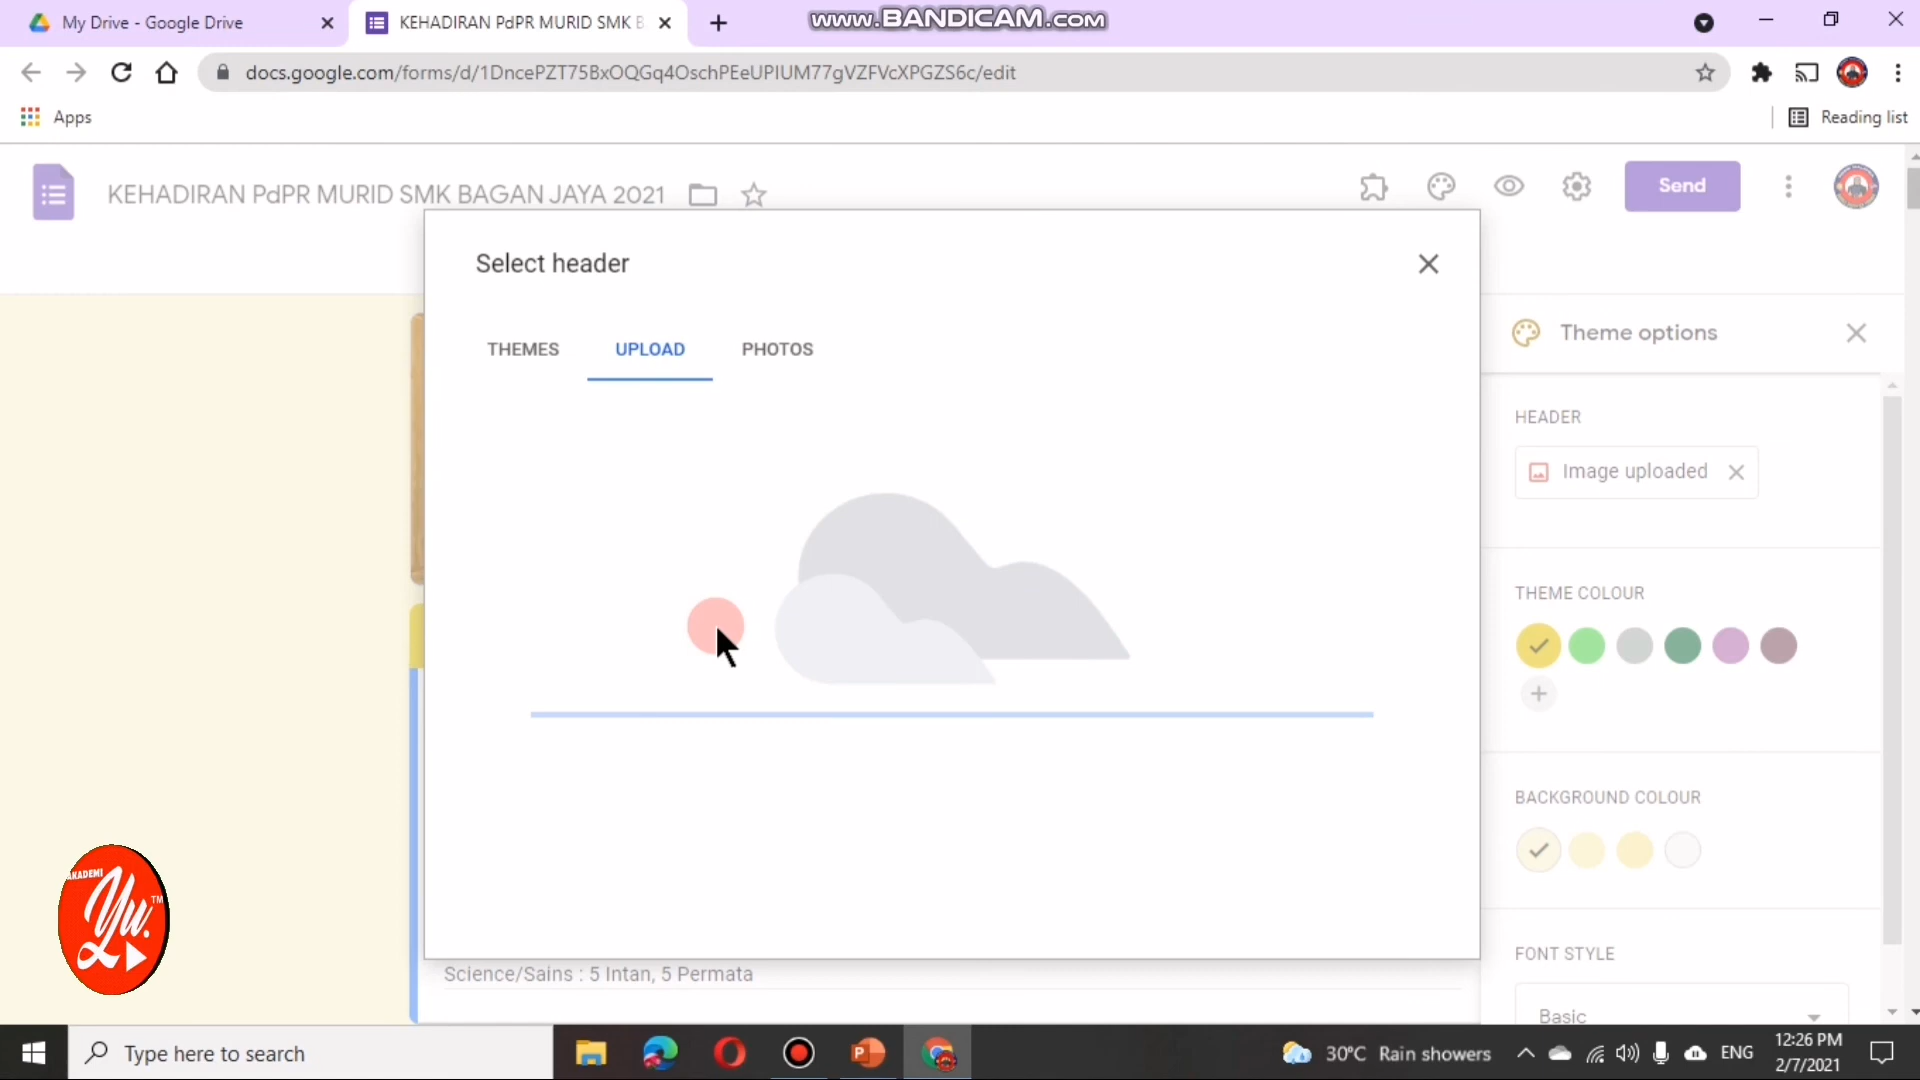 My Drive - Google Drive
KEHADIRAN PdPR MURID SMK B
www.BANDICAM.com
docs.google.com/forms/d/1DncePZT75BxOQGq4OschPEeUPIUM77gVZFVcXPGZS6c/edit
Apps
Reading list
KEHADIRAN PdPR MURID SMK BAGAN JAYA 2021
Send
Select header
THEMES
UPLOAD
PHOTOS
Theme options
HEADER
Image uploaded
THEME COLOUR
BACKGROUND COLOUR
FONT STYLE
Basic
Science/Sains : 5 Intan, 5 Permata
AKADEMI
Yu.
TM
Type here to search
30°C Rain showers
ENG
12:26 PM
2/7/2021